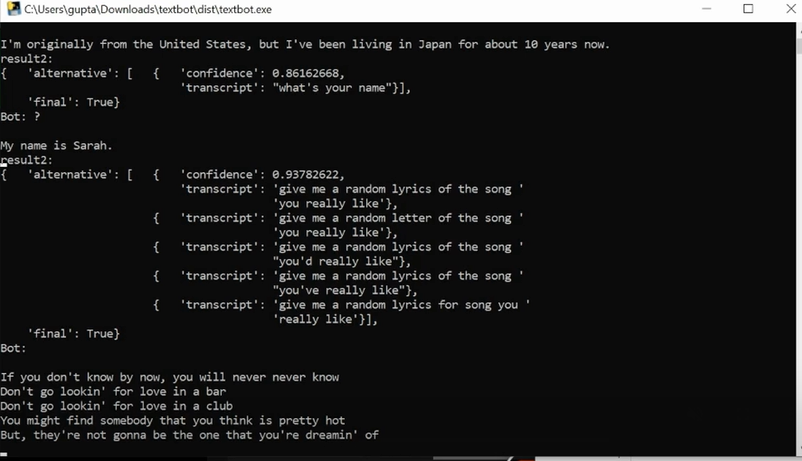 C:\Users\gupta\Downloads\textbot\dist\textbot.exe
I'm originally from the United States, but I've been living in Japan for about 10 years now.
result2:
{   'alternative': [   {   'confidence': 0.86162668,
'transcript': "what's your name"}],
'final': True}
Bot: ?
My name is Sarah.
result2:
{   'alternative': [   {   'confidence': 0.93782622,
'transcript': 'give me a random lyrics of the song '
'you really like'},
{   'transcript': 'give me a random letter of the song '
'you really like'},
{   'transcript': 'give me a random lyrics of the song '
"you'd really like"},
{   'transcript': 'give me a random lyrics of the song '
"you've really like"},
{   'transcript': 'give me a random lyrics for song you '
'really like'}],
'final': True}
Bot:
If you don't know by now, you will never never know
Don't go lookin' for love in a bar
Don't go lookin' for love in a club
You might find somebody that you think is pretty hot
But, they're not gonna be the one that you're dreamin' of